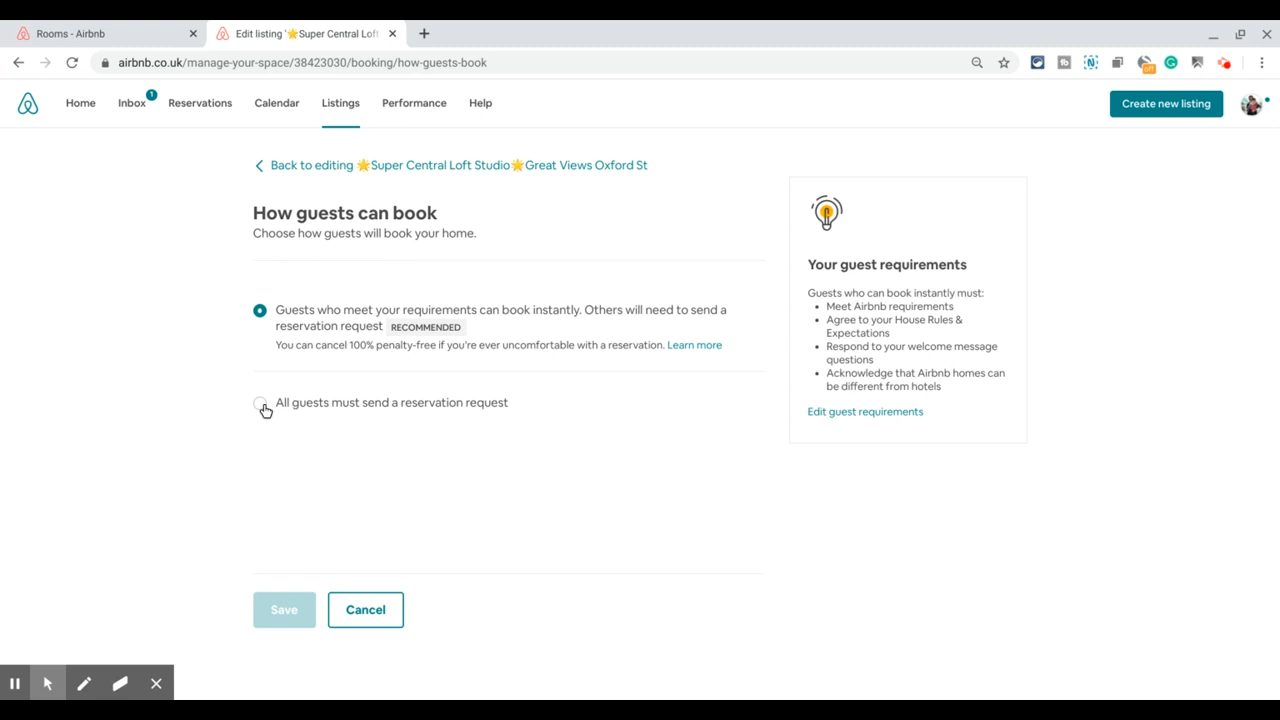 Rooms - Airbnb
Edit listing '🌟Super Central Loft
airbnb.co.uk/manage-your-space/38423030/booking/how-guests-book
off
Home
Inbox
1
Reservations
Calendar
Listings
Performance
Help
Create new listing
Back to editing 🌟Super Central Loft Studio🌟Great Views Oxford St
How guests can book
Choose how guests will book your home.
Guests who meet your requirements can book instantly. Others will need to send a
reservation request RECOMMENDED
You can cancel 100% penalty-free if you're ever uncomfortable with a reservation. Learn more
All guests must send a reservation request
Save
Cancel
Your guest requirements
Guests who can book instantly must:
• Meet Airbnb requirements
• Agree to your House Rules &
Expectations
• Respond to your welcome message
questions
• Acknowledge that Airbnb homes can
be different from hotels
Edit guest requirements